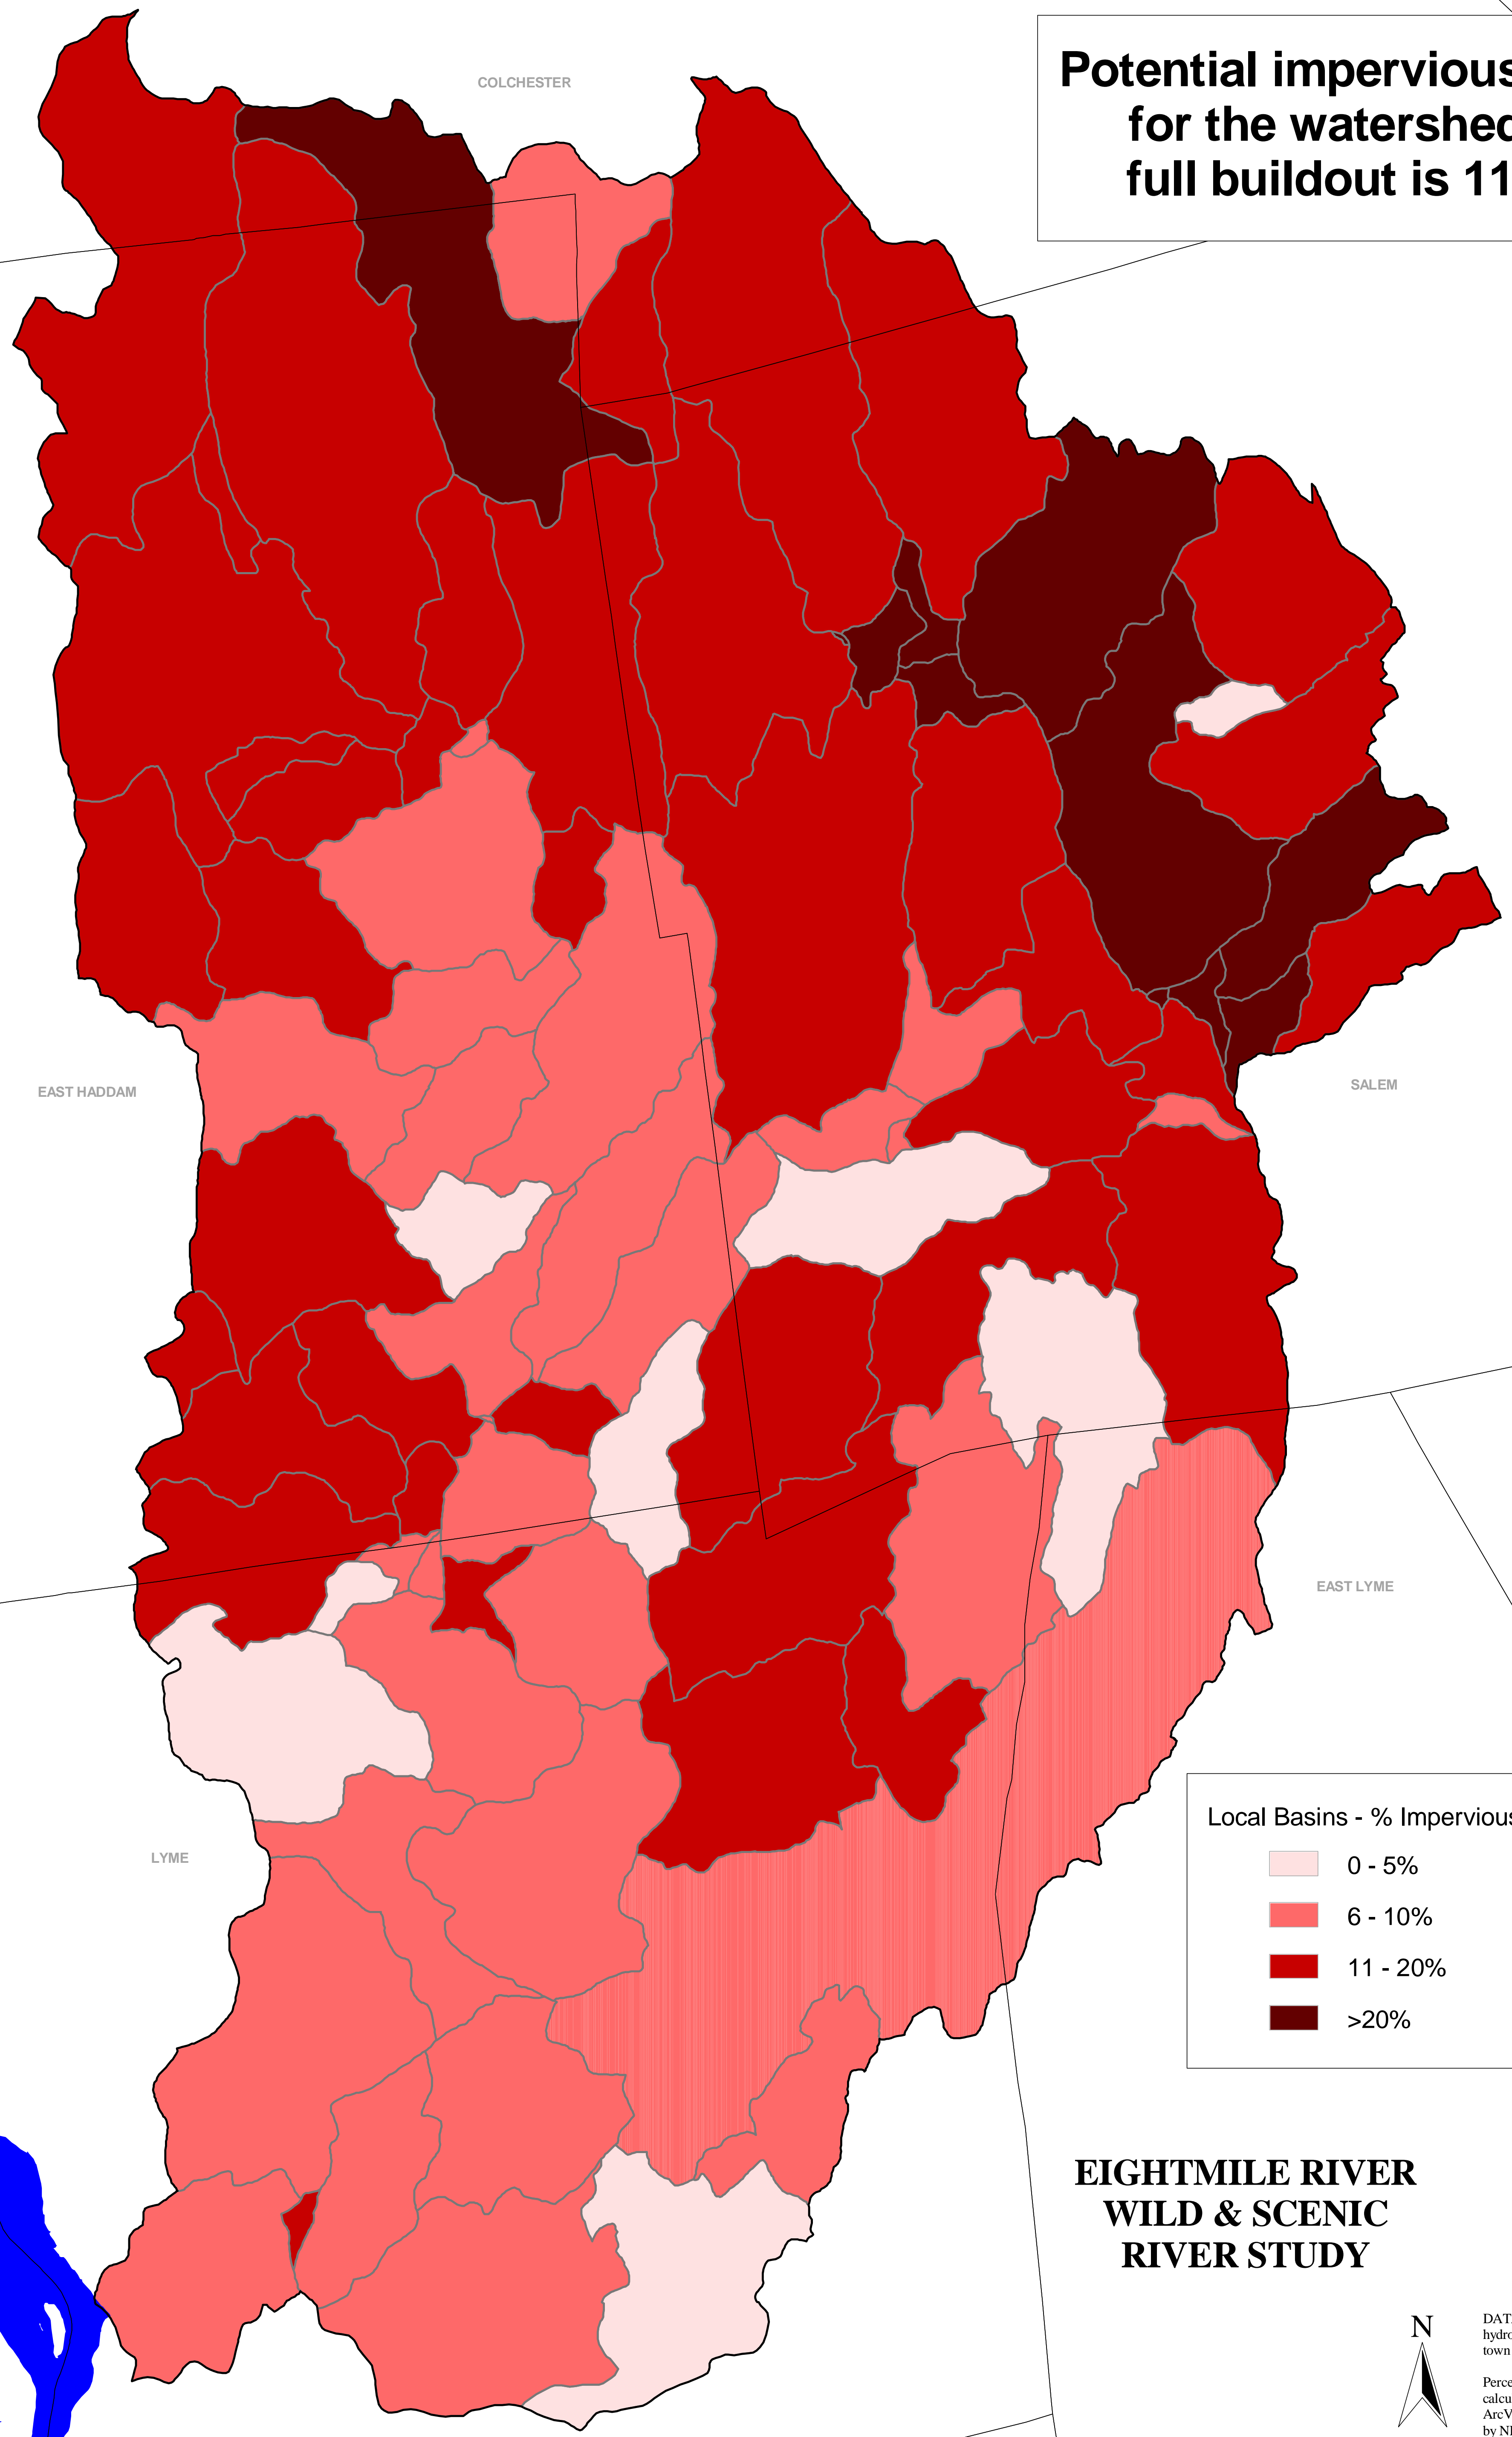 COLCHESTER
Potential impervious
for the watershed
full buildout is 11
EAST HADDAM
SALEM
EAST LYME
LYME
Local Basins - % Impervious
0 - 5%
6 - 10%
11 - 20%
>20%
EIGHTMILE RIVER
WILD & SCENIC
RIVER STUDY
N
town